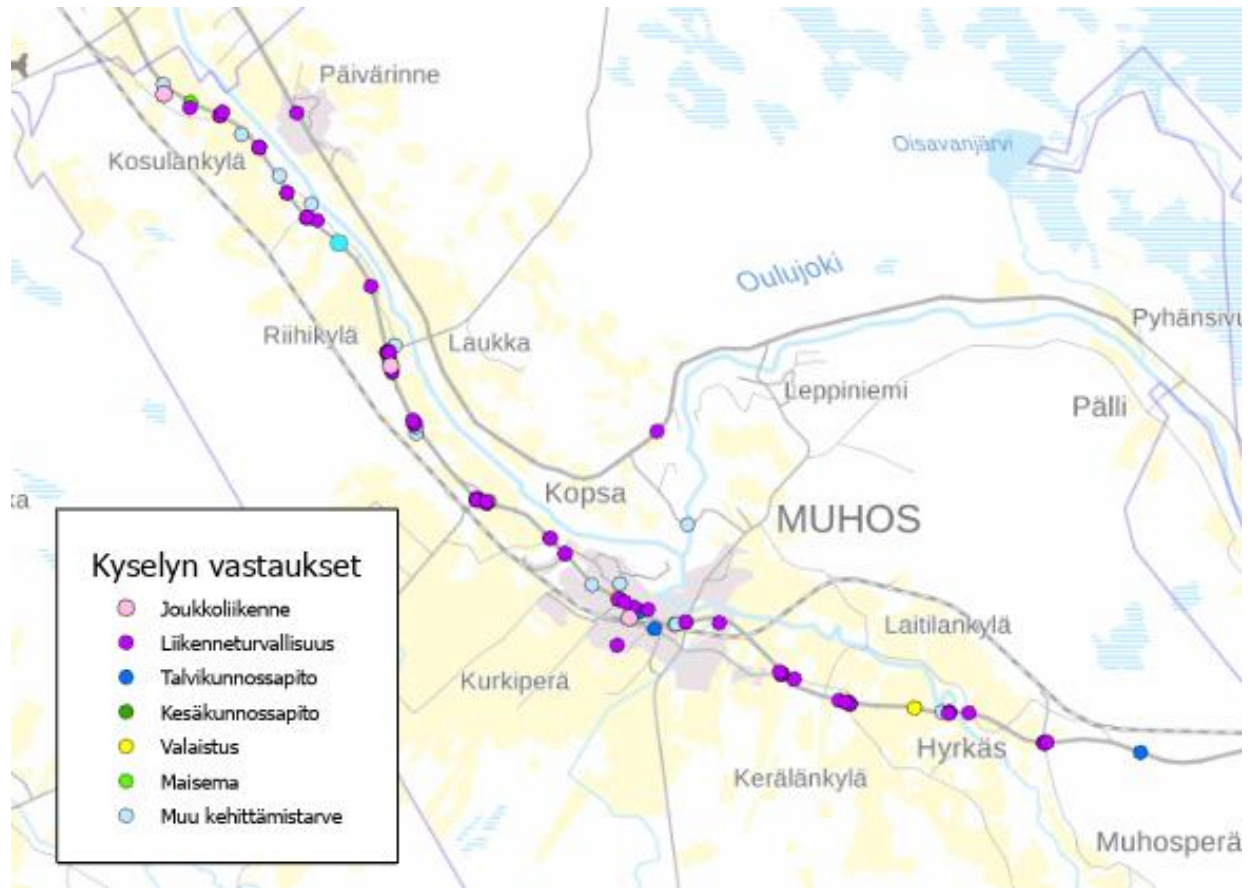 Päivärinne
Kosulankylä
Oisavanjärvi
Oulujoki
Riihikylä
Laukka
Pyhänsivu
Leppiniemi
Pälli
ka
Kopsa
MUHOS
Kyselyn vastaukset
Joukkoliikenne
Liikenneturvallisuus
Talvikunnossapito
Kesäkunnossapito
Valaistus
Maisema
Muu kehittämistarve
Laitilankylä
Kurkiperä
Hyrkäs
Kerälänkylä
Muhosperä